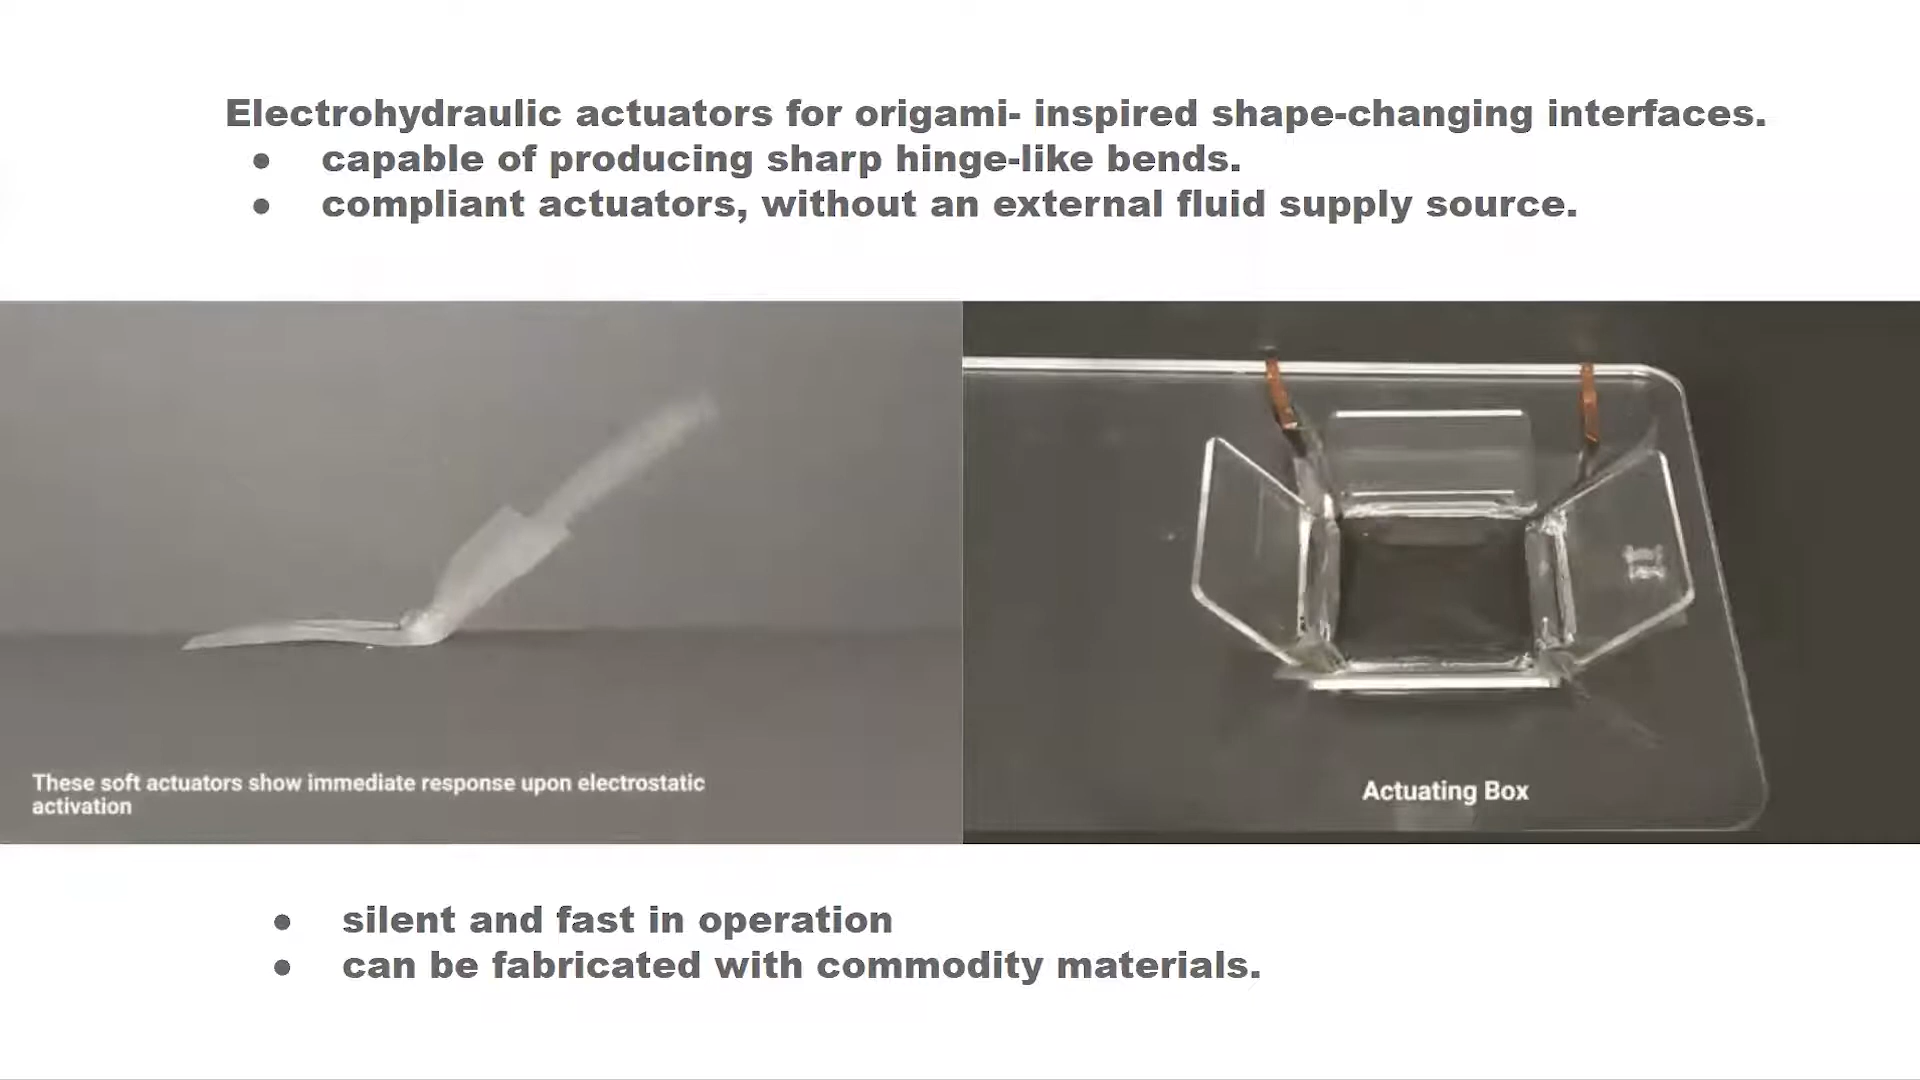 Electrohydraulic actuators for origami- inspired shape-changing interfaces.
● capable of producing sharp hinge-like bends.
● compliant actuators, without an external fluid supply source.
These soft actuators show immediate response upon electrostatic
activation
Actuating Box
● silent and fast in operation
● can be fabricated with commodity materials.